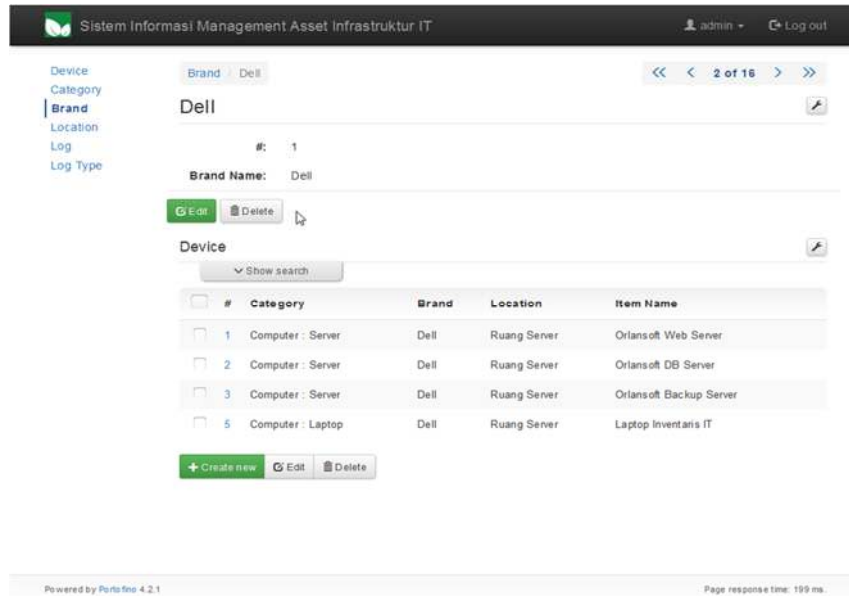 Sistem Informasi Management Asset Infrastruktur IT admin Log out
Device
Category
Brand
Location
Log
Log Type
Brand / Dell
2 of 16
Dell
#: 1
Brand Name: Dell
Edit Delete
Device
Show search
# Category Brand Location Item Name
1 Computer : Server Dell Ruang Server Orlansoft Web Server
2 Computer : Server Dell Ruang Server Orlansoft DB Server
3 Computer : Server Dell Ruang Server Orlansoft Backup Server
5 Computer : Laptop Dell Ruang Server Laptop Inventaris IT
Create new Edit Delete
Powered by Portofino 4.2.1 Page response time: 199 ms.